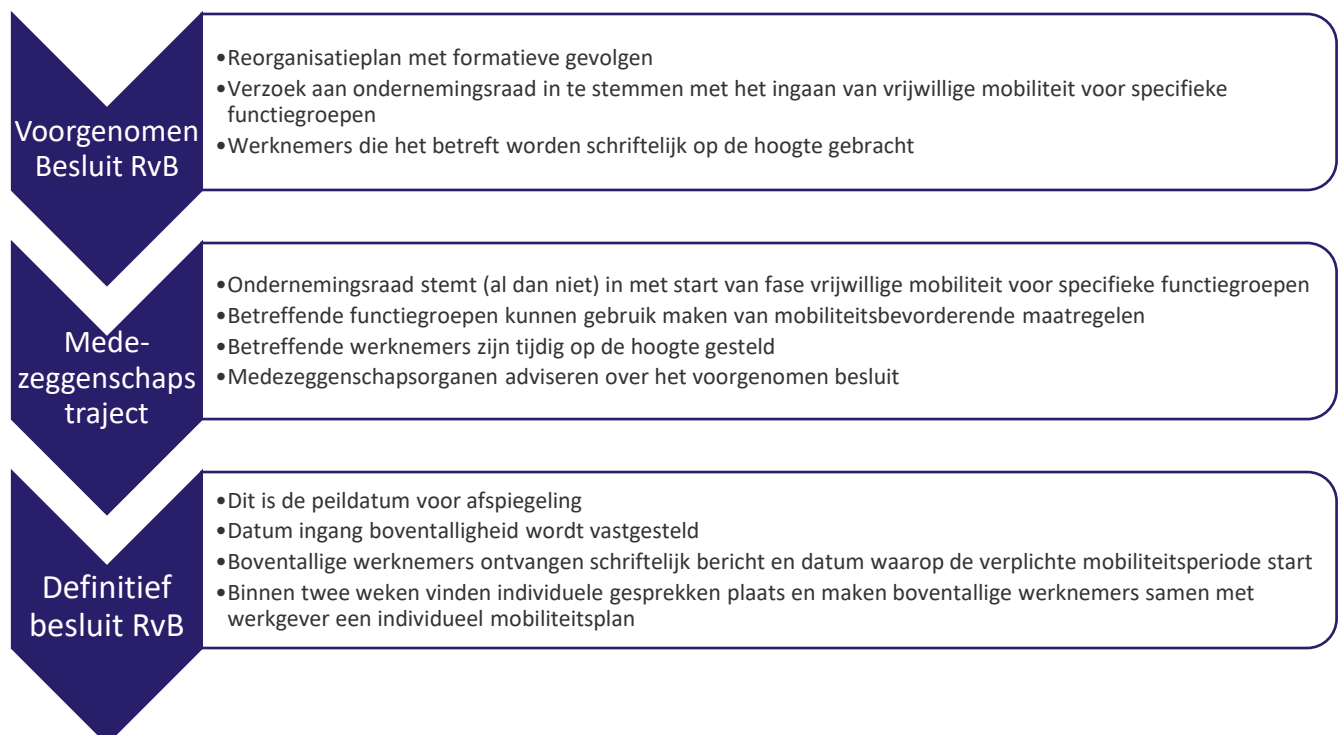 Voorgenomen
Besluit RvB
•Reorganisatieplan met formatieve gevolgen
•Verzoek aan ondernemingsraad in te stemmen met het ingaan van vrijwillige mobiliteit voor specifieke
functiegroepen
•Werknemers die het betreft worden schriftelijk op de hoogte gebracht
Mede-
zeggenschaps
traject
•Ondernemingsraad stemt (al dan niet) in met start van fase vrijwillige mobiliteit voor specifieke functiegroepen
•Betreffende functiegroepen kunnen gebruik maken van mobiliteitsbevorderende maatregelen
•Betreffende werknemers zijn tijdig op de hoogte gesteld
•Medezeggenschapsorganen adviseren over het voorgenomen besluit
Definitief
besluit RvB
•Dit is de peildatum voor afspiegeling
•Datum ingang boventalligheid wordt vastgesteld
•Boventallige werknemers ontvangen schriftelijk bericht en datum waarop de verplichte mobiliteitsperiode start
•Binnen twee weken vinden individuele gesprekken plaats en maken boventallige werknemers samen met
werkgever een individueel mobiliteitsplan